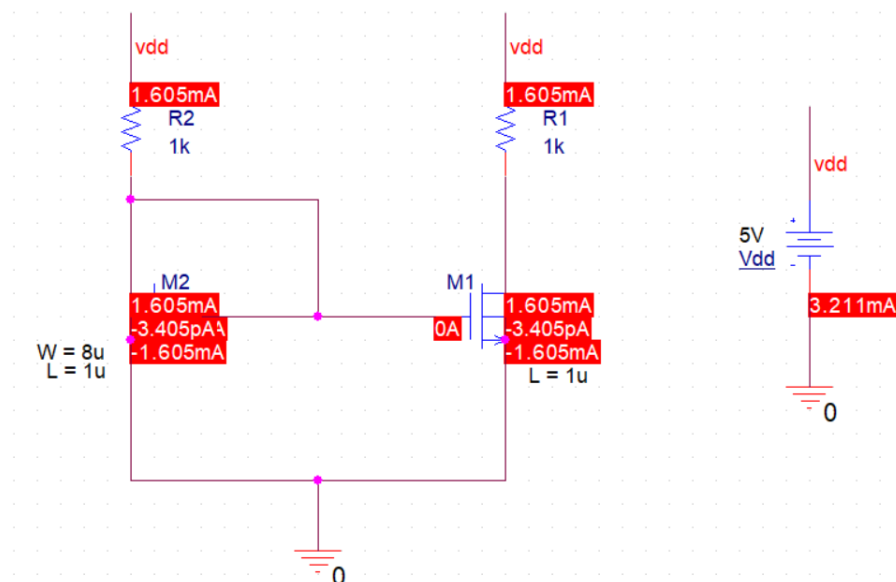 vdd
1.605mA
R2
1k
vdd
1.605mA
R1
1k
vdd
5V
+
Vdd
-
3.211mA
0
M2
1.605mA
-3.405pA
-1.605mA
W = 8u
L = 1u
M1
0A
1.605mA
-3.405pA
-1.605mA
L = 1u
0